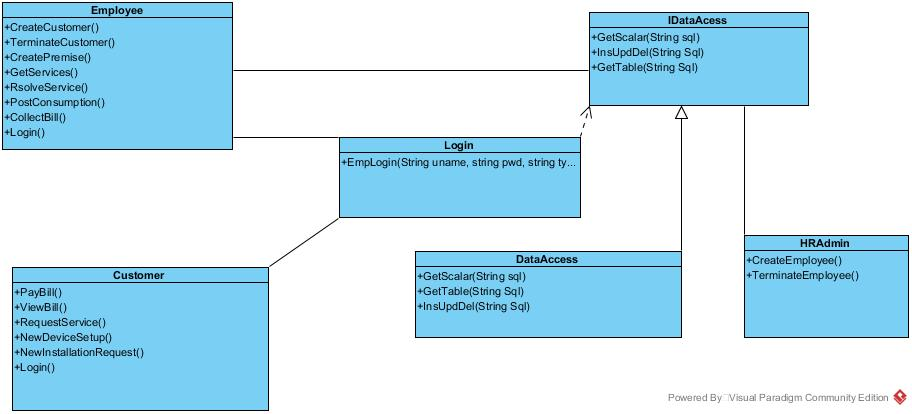 Employee
+CreateCustomer()
+TerminateCustomer()
+CreatePremise()
+GetServices()
+RsolveService()
+PostConsumption()
+CollectBill()
+Login()
IDataAcess
+GetScalar(String sql)
+InsUpdDel(String Sql)
+GetTable(String Sql)
Login
+EmpLogin(String uname, string pwd, string ty...
Customer
+PayBill()
+ViewBill()
+RequestService()
+NewDeviceSetup()
+NewInstallationRequest()
+Login()
DataAccess
+GetScalar(String sql)
+GetTable(String Sql)
+InsUpdDel(String Sql)
HRAdmin
+CreateEmployee()
+TerminateEmployee()
Powered By Visual Paradigm Community Edition